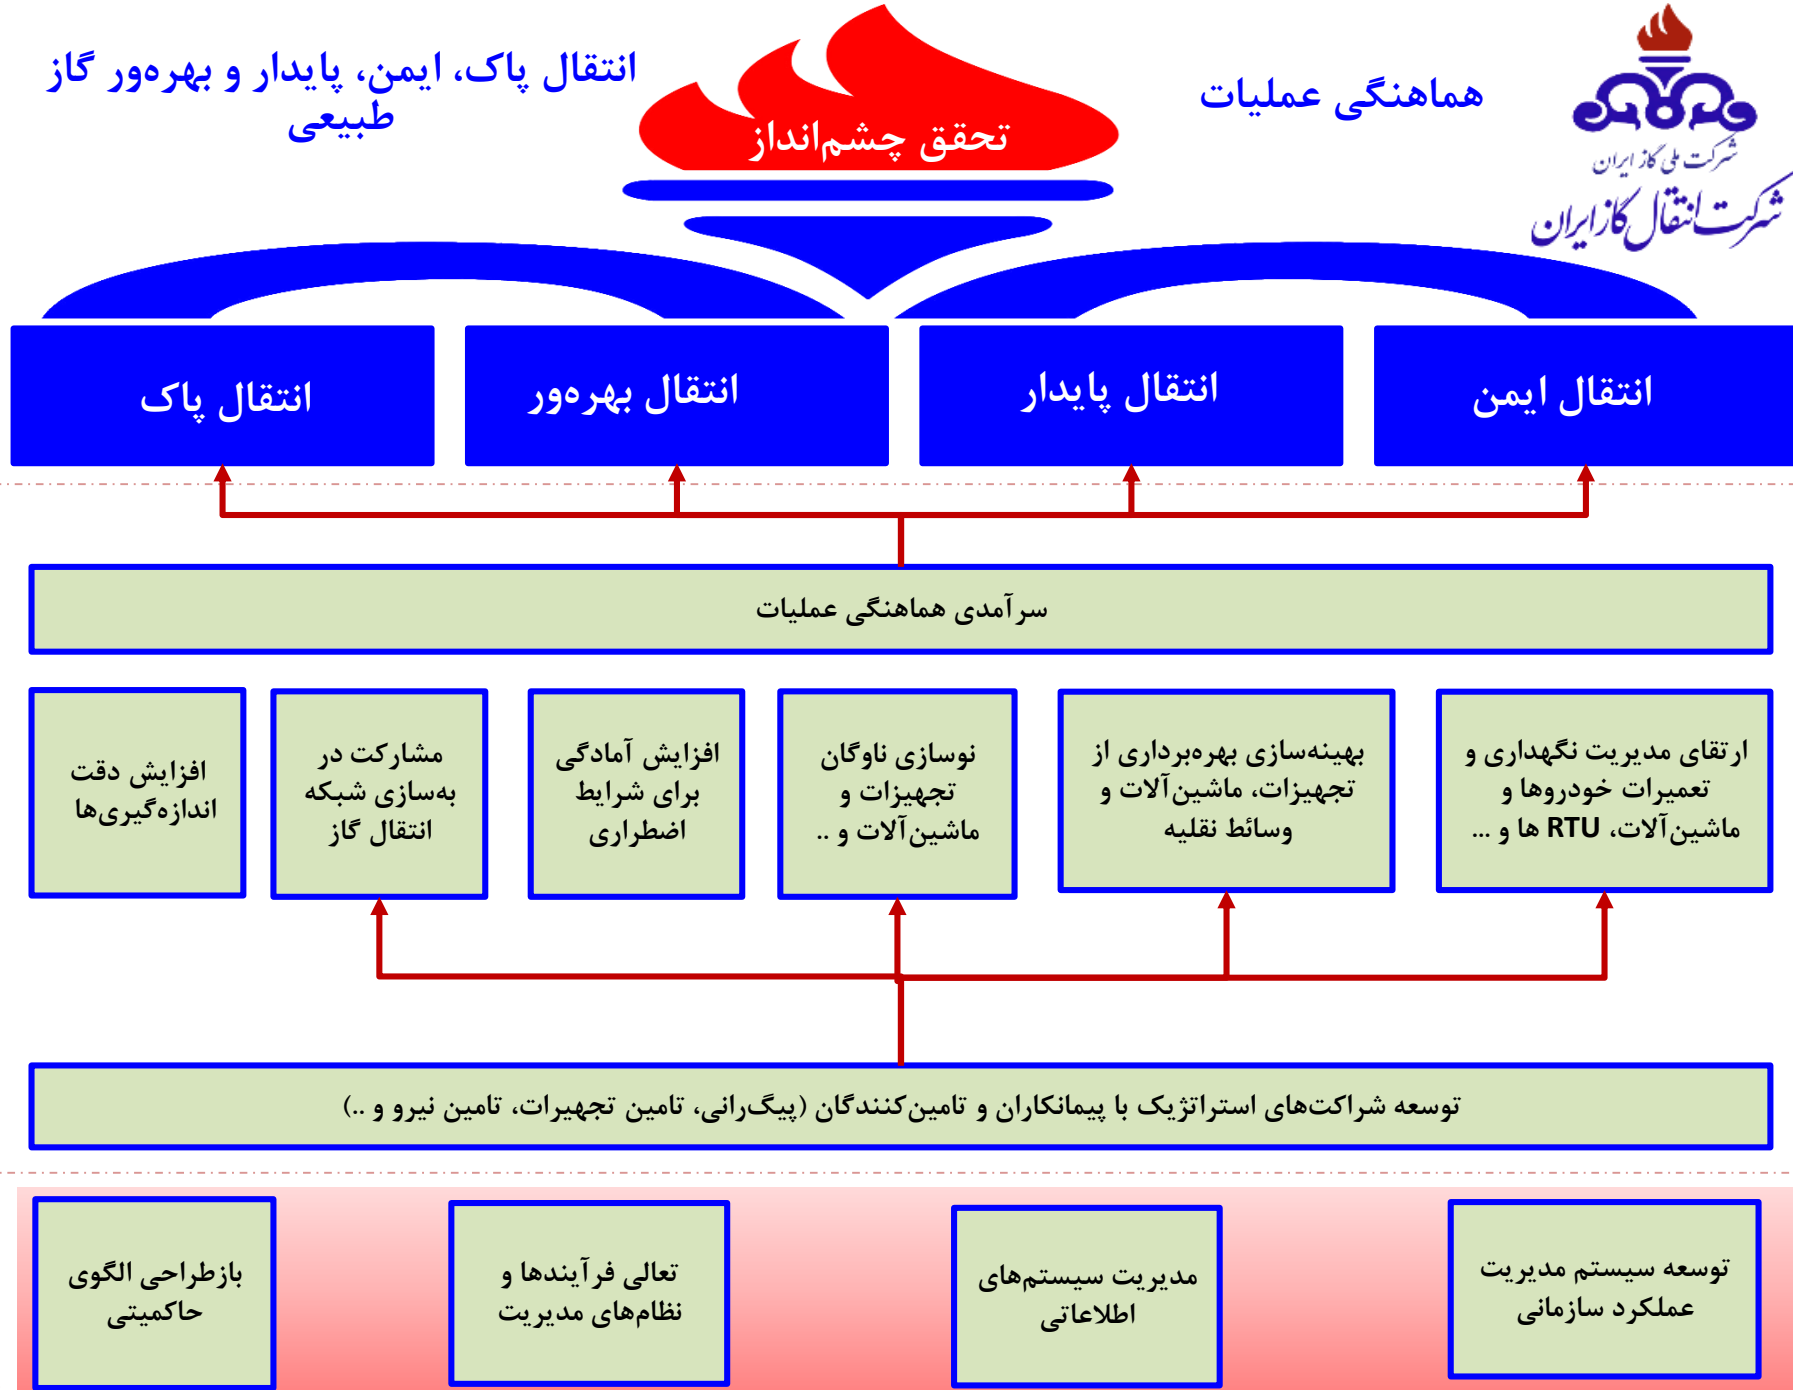 شرکت ملی گاز ایران
شرکت انتقال گاز ایران
هماهنگی عملیات
تحقق چشم‌انداز
انتقال پاک، ایمن، پایدار و بهره‌ور گاز
طبیعی
انتقال ایمن
انتقال پایدار
انتقال بهره‌ور
انتقال پاک
سرآمدی هماهنگی عملیات
ارتقای مدیریت نگهداری و
تعمیرات خودروها و
ماشین‌آلات، RTU ها و ...
بهینه‌سازی بهره‌برداری از
تجهیزات، ماشین‌آلات و
وسائط نقلیه
نوسازی ناوگان
تجهیزات و
ماشین‌آلات و ..
افزایش آمادگی
برای شرایط
اضطراری
مشارکت در
به‌سازی شبکه
انتقال گاز
افزایش دقت
اندازه‌گیری‌ها
توسعه شراکت‌های استراتژیک با پیمانکاران و تامین‌کنندگان (پیگ‌رانی، تامین تجهیرات، تامین نیرو و ..)
توسعه سیستم مدیریت
عملکرد سازمانی
مدیریت سیستم‌های
اطلاعاتی
تعالی فرآیندها و
نظام‌های مدیریت
بازطراحی الگوی
حاکمیتی